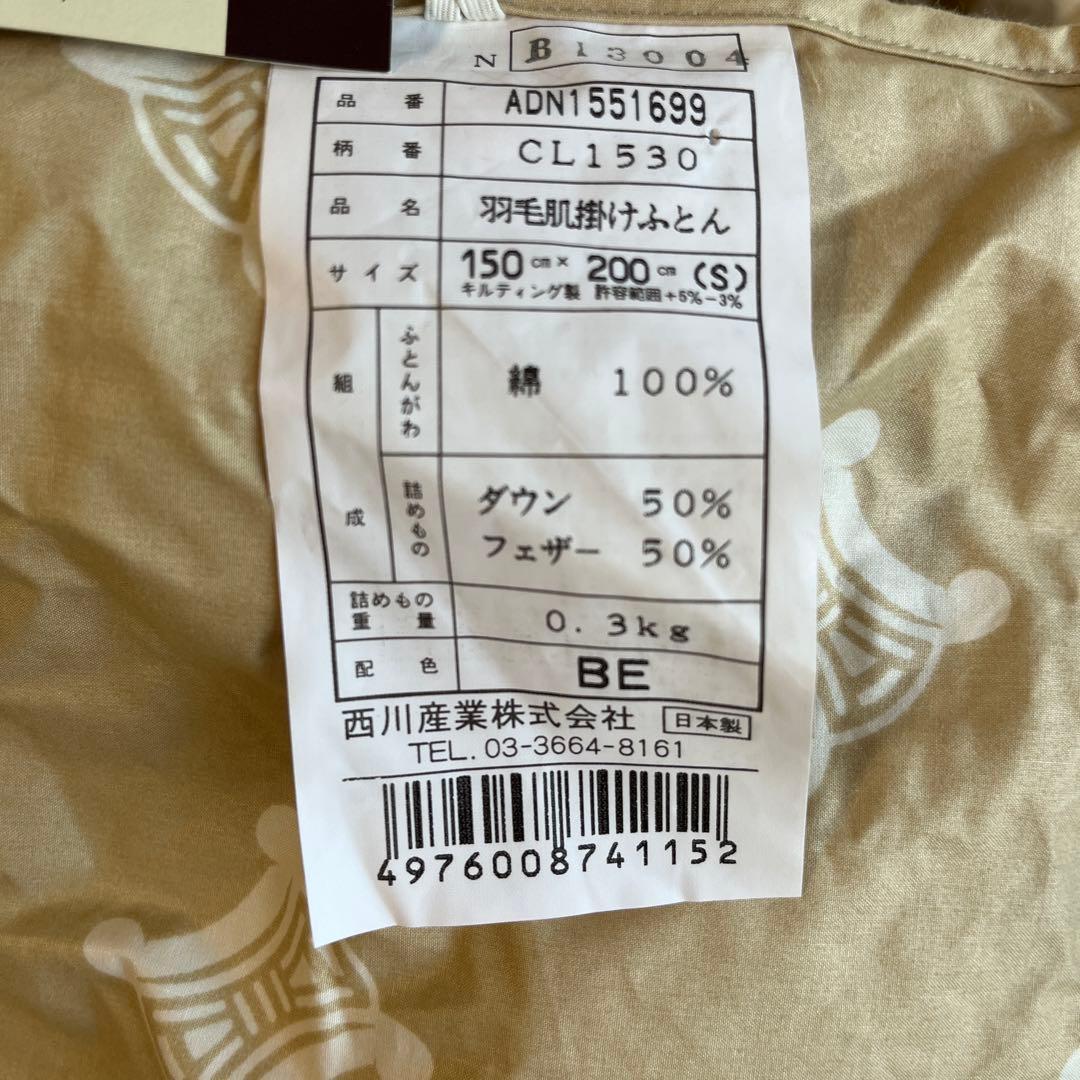 N B13004
品番 ADN1551699
柄番 CL1530
品名 羽毛肌掛けふとん
サイズ 150cm× 200cm (S)
キルティング製 許容範囲+5%-3%
組成 ふとんがわ 綿 100%
詰めもの ダウン 50%
フェザー 50%
詰めもの重量 0.3kg
配色 BE
西川産業株式会社 日本製
TEL. 03-3664-8161
4976008741152